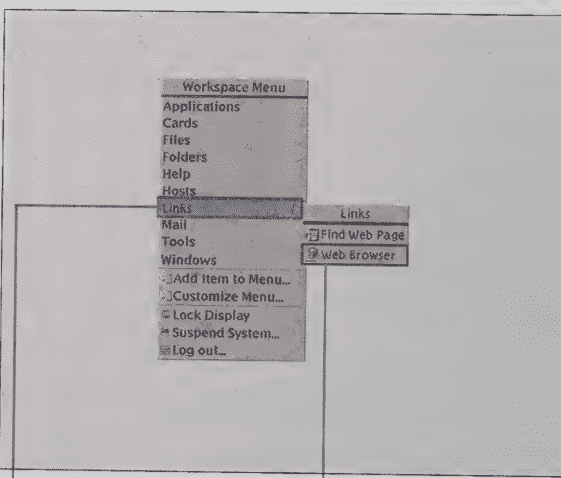 Workspace Menu
Applications
Cards
Files
Folders
Help
Hosts
Links
Mail
Tools
Windows
Add Item to Menu...
Customize Menu...
Lock Display
Suspend System...
Log out...
Links
Find Web Page
Web Browser